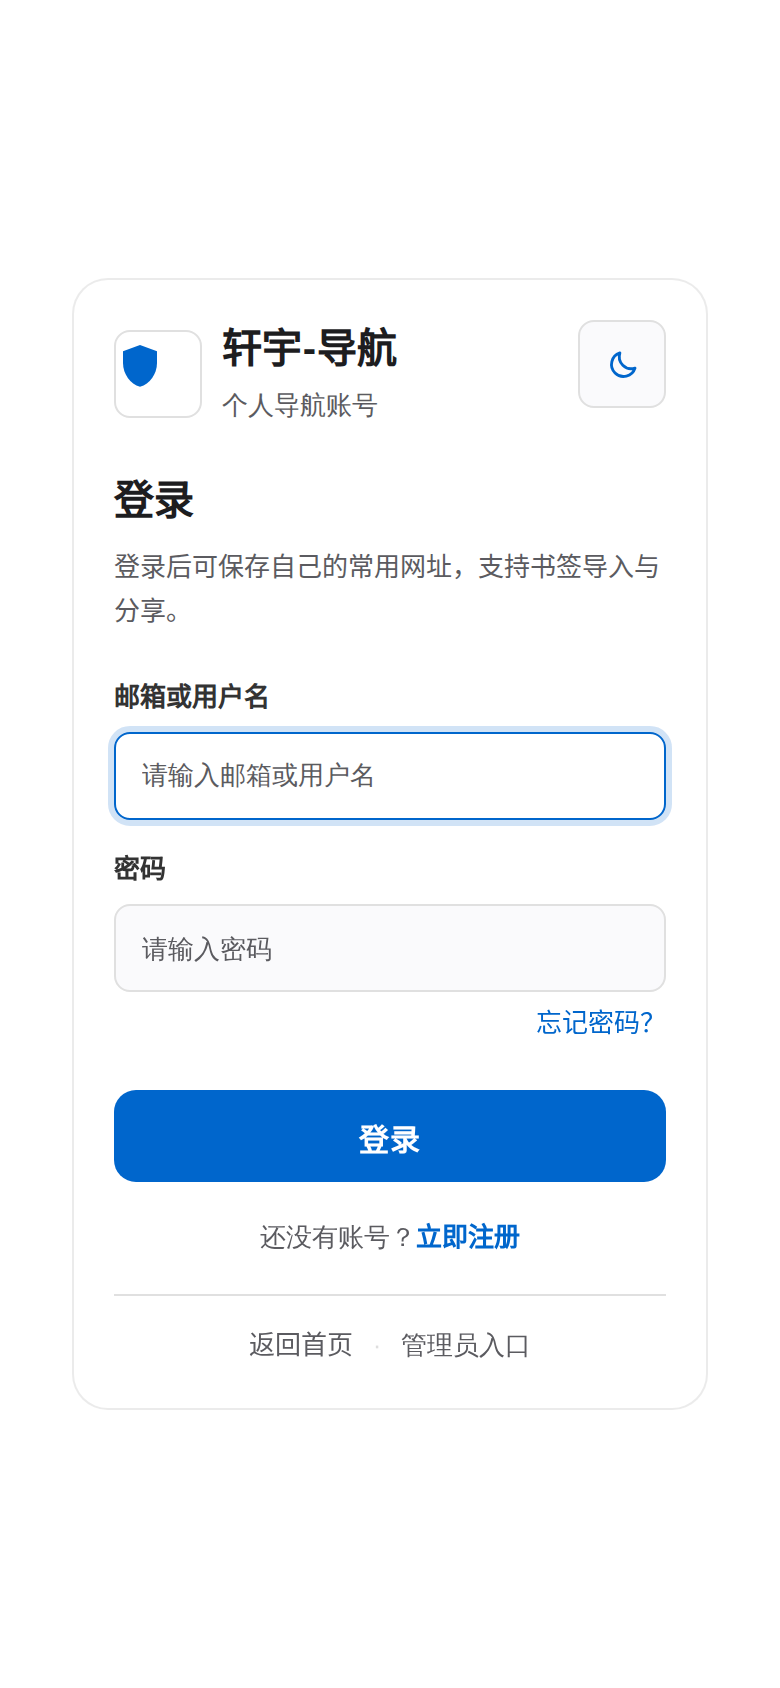 轩宇-导航
个人导航账号
登录
登录后可保存自己的常用网址，支持书签导入与
分享。
邮箱或用户名
请输入邮箱或用户名
密码
请输入密码
忘记密码?
登录
还没有账号？立即注册
返回首页 · 管理员入口